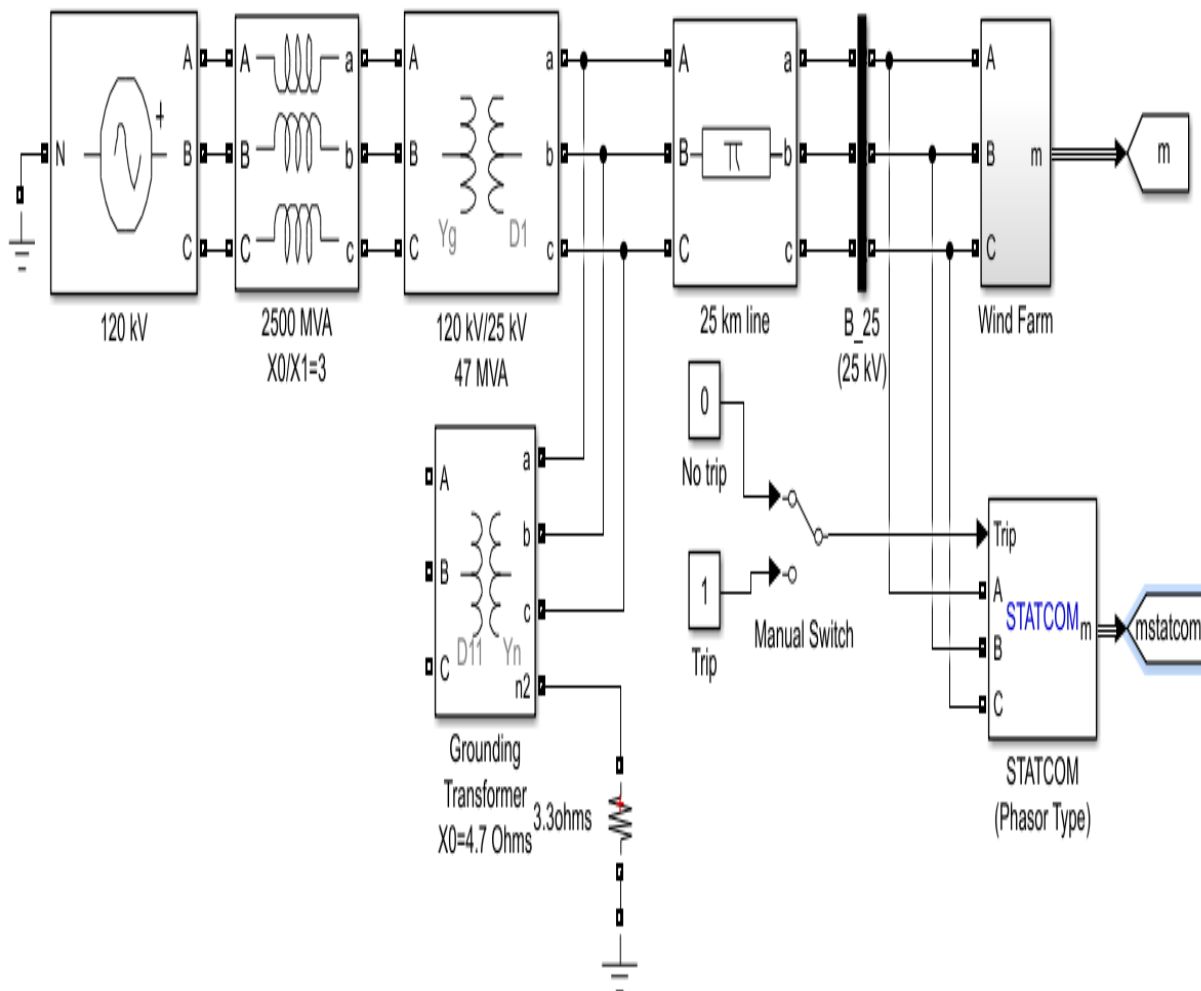 N
A
B
C
120 kV
A
B
C
a
b
c
2500 MVA
X0/X1=3
A
B
C
a
b
c
Yg
D1
120 kV/25 kV
47 MVA
A
B
C
a
b
c
π
25 km line
B_25
(25 kV)
A
B
C
m
Wind Farm
m
A
B
C
a
b
c
n2
D11
Yn
Grounding
Transformer
X0=4.7 Ohms
3.3ohms
0
No trip
1
Trip
Manual Switch
Trip
A
B
C
STATCOM
m
STATCOM
(Phasor Type)
mstatcom